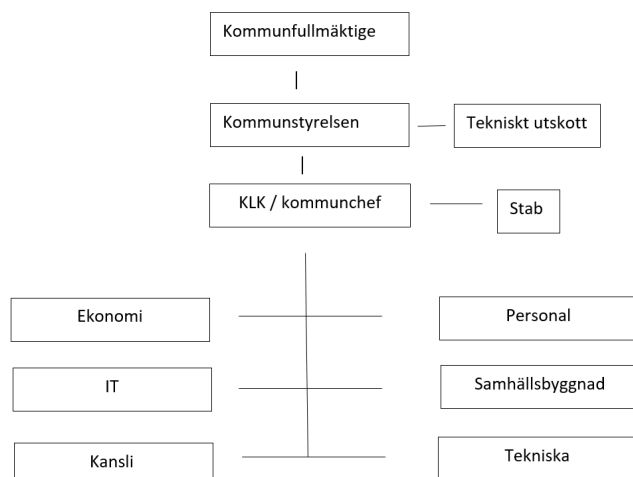 Kommunfullmäktige
Kommunstyrelsen
Tekniskt utskott
KLK / kommunchef
Stab
Ekonomi
Personal
IT
Samhällsbyggnad
Kansli
Tekniska